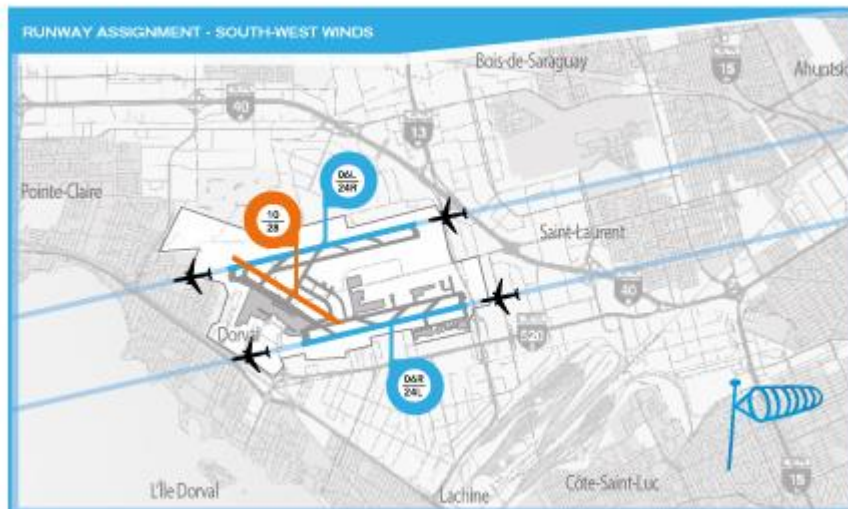 RUNWAY ASSIGNMENT - SOUTH-WEST WINDS
Bois-de-Saraguay
15
Ahuntsic
40
13
06L
24R
Pointe-Claire
10
28
Saint-Laurent
40
Dorval
520
06R
24L
L'Île Dorval
Lachine
Côte-Saint-Luc
15